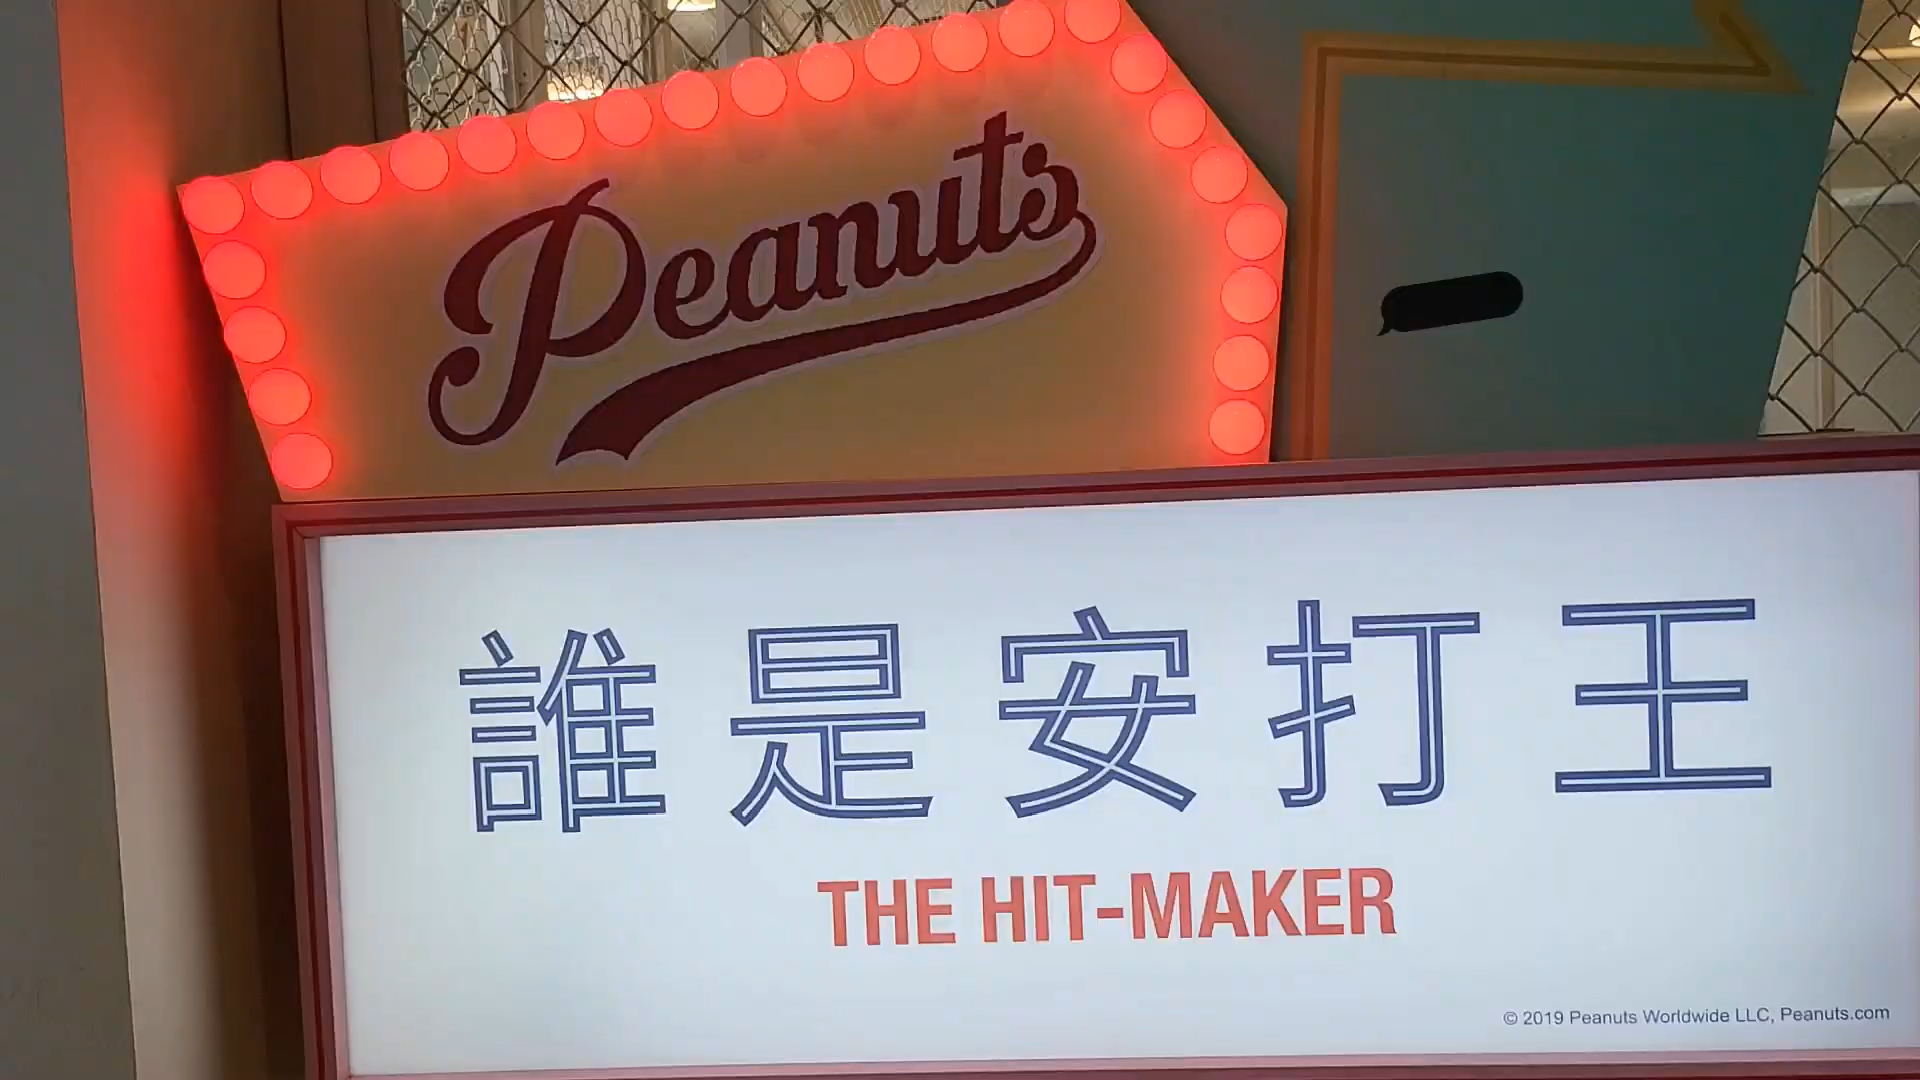 Peanuts
誰是安打王
THE HIT-MAKER
© 2019 Peanuts Worldwide LLC, Peanuts.com